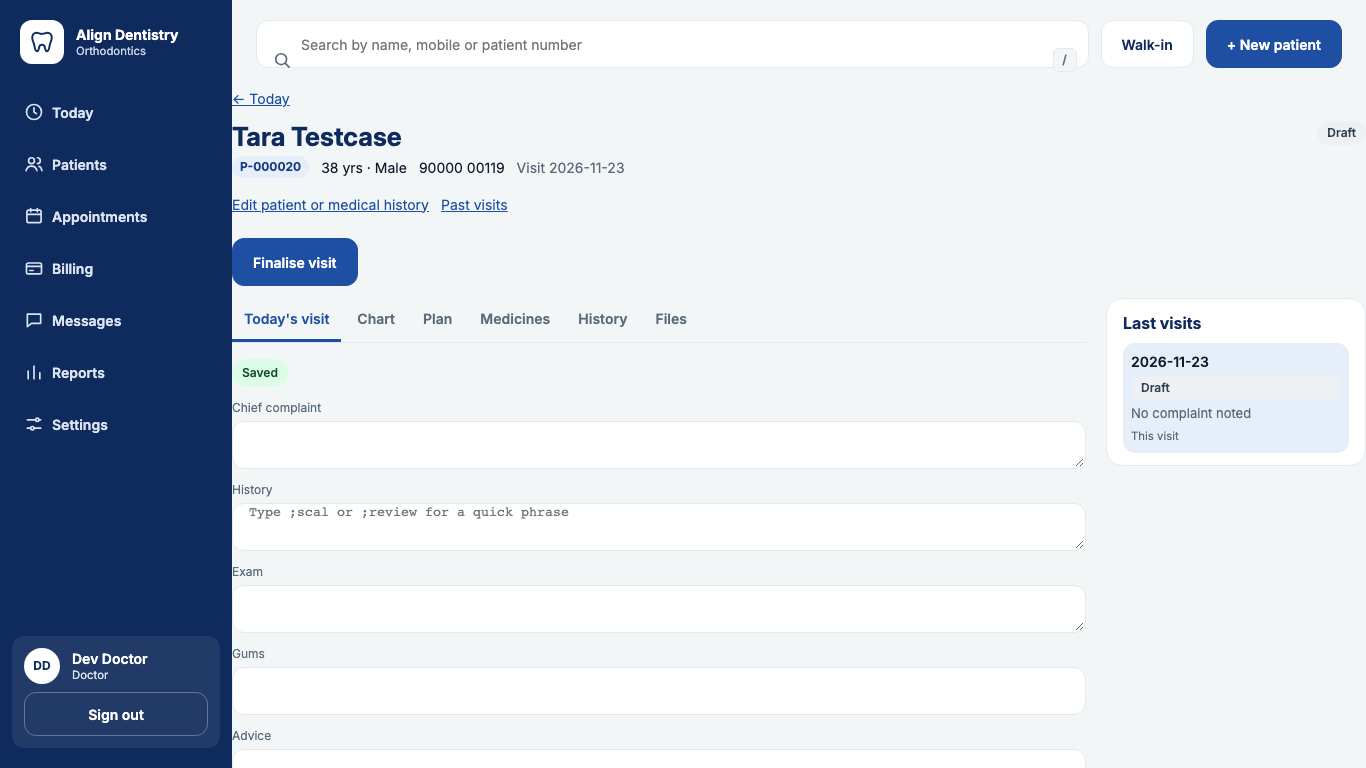 Align Dentistry
Orthodontics
Today
Patients
Appointments
Billing
Messages
Reports
Settings
DD
Dev Doctor
Doctor
Sign out
Search by name, mobile or patient number
/
Walk-in
+ New patient
← Today
Tara Testcase
Draft
P-000020 38 yrs · Male 90000 00119 Visit 2026-11-23
Edit patient or medical history Past visits
Finalise visit
Today's visit Chart Plan Medicines History Files
Saved
Chief complaint
History
Type ;scal or ;review for a quick phrase
Exam
Gums
Advice
Last visits
2026-11-23
Draft
No complaint noted
This visit